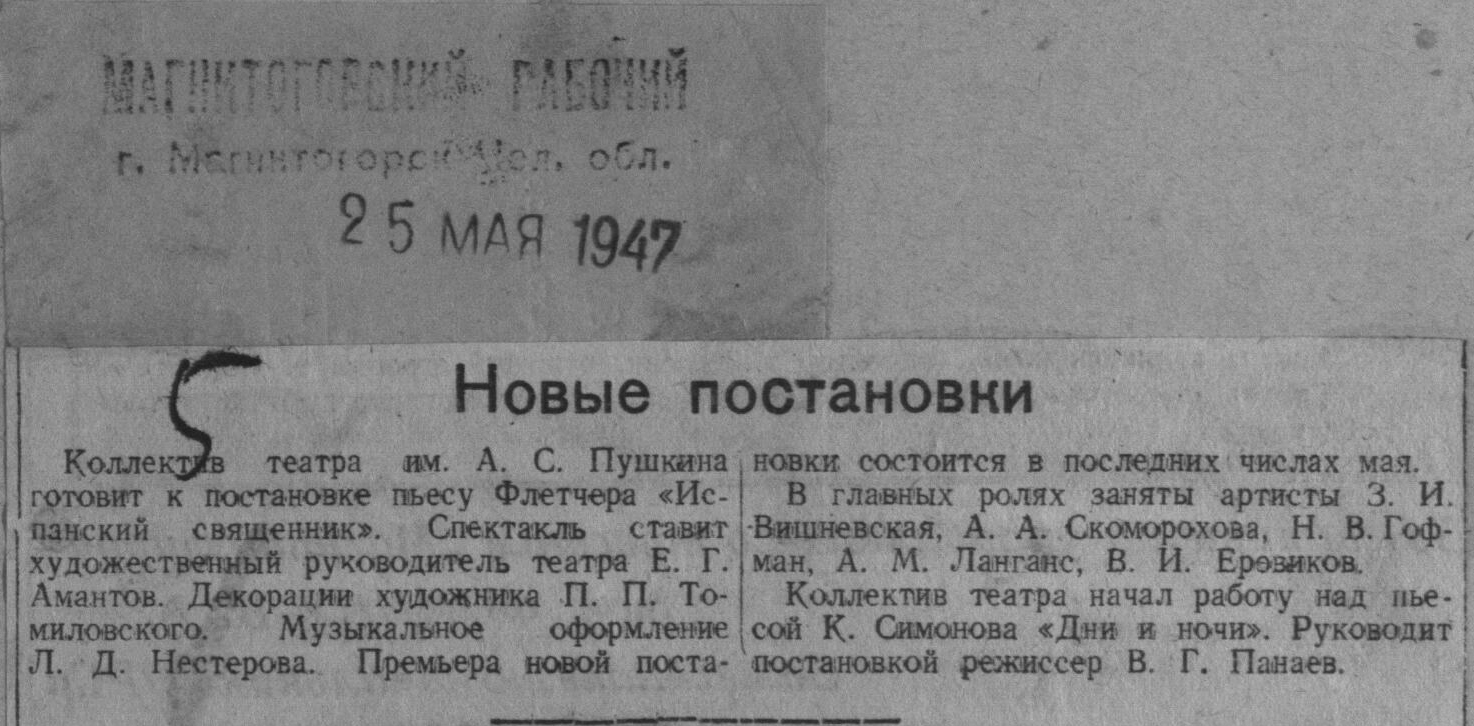 МАГНИТОГОРСКИЙ РАБОЧИЙ
г. Магнитогорск Чел. обл.
25 МАЯ 1947
5
Новые постановки
Коллектив театра им. А. С. Пушкина
готовит к постановке пьесу Флетчера «Ис-
панский священник». Спектакль ставит
художественный руководитель театра Е. Г.
Амантов. Декорации художника П. П. То-
миловского. Музыкальное оформление
Л. Д. Нестерова. Премьера новой поста-
новки состоится в последних числах мая.
В главных ролях заняты артисты З. И.
Вишневская, А. А. Скоморохова, Н. В. Гоф-
ман, А. М. Ланганс, В. И. Еровиков.
Коллектив театра начал работу над пье-
сой К. Симонова «Дни и ночи». Руководит
постановкой режиссер В. Г. Панаев.